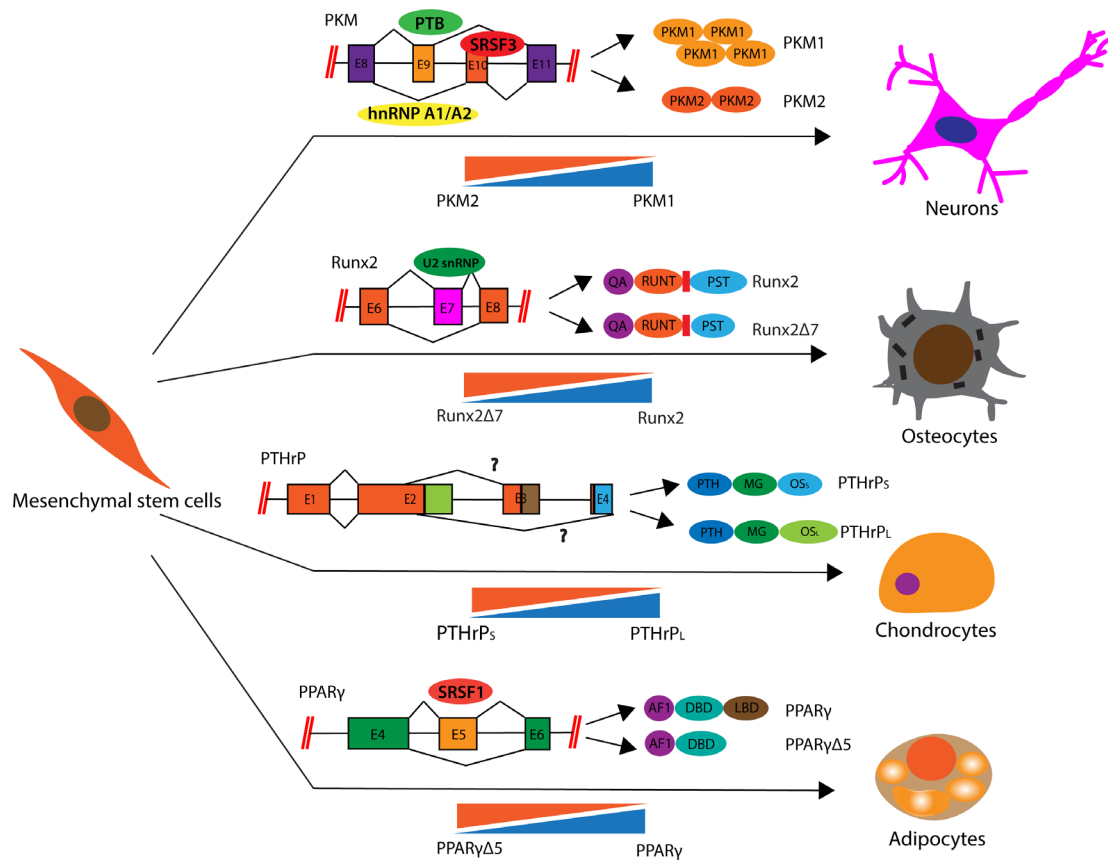 PKM
PTB
SRSF3
E8
E9
E10
E11
hnRNP A1/A2
PKM1 PKM1
PKM1 PKM1
PKM1
PKM2 PKM2
PKM2
PKM2
PKM1
Neurons
Runx2
U2 snRNP
E6
E7
E8
QA RUNT PST
Runx2
QA RUNT PST
Runx2Δ7
Runx2Δ7
Runx2
Osteocytes
Mesenchymal stem cells
PTHrP
?
E1
E2
E3
E4
?
PTH MG OSs
PTHrPs
PTH MG OSL
PTHrPL
PTHrPs
PTHrPL
Chondrocytes
PPARγ
SRSF1
E4
E5
E6
AF1 DBD LBD
PPARγ
AF1 DBD
PPARγΔ5
PPARγΔ5
PPARγ
Adipocytes